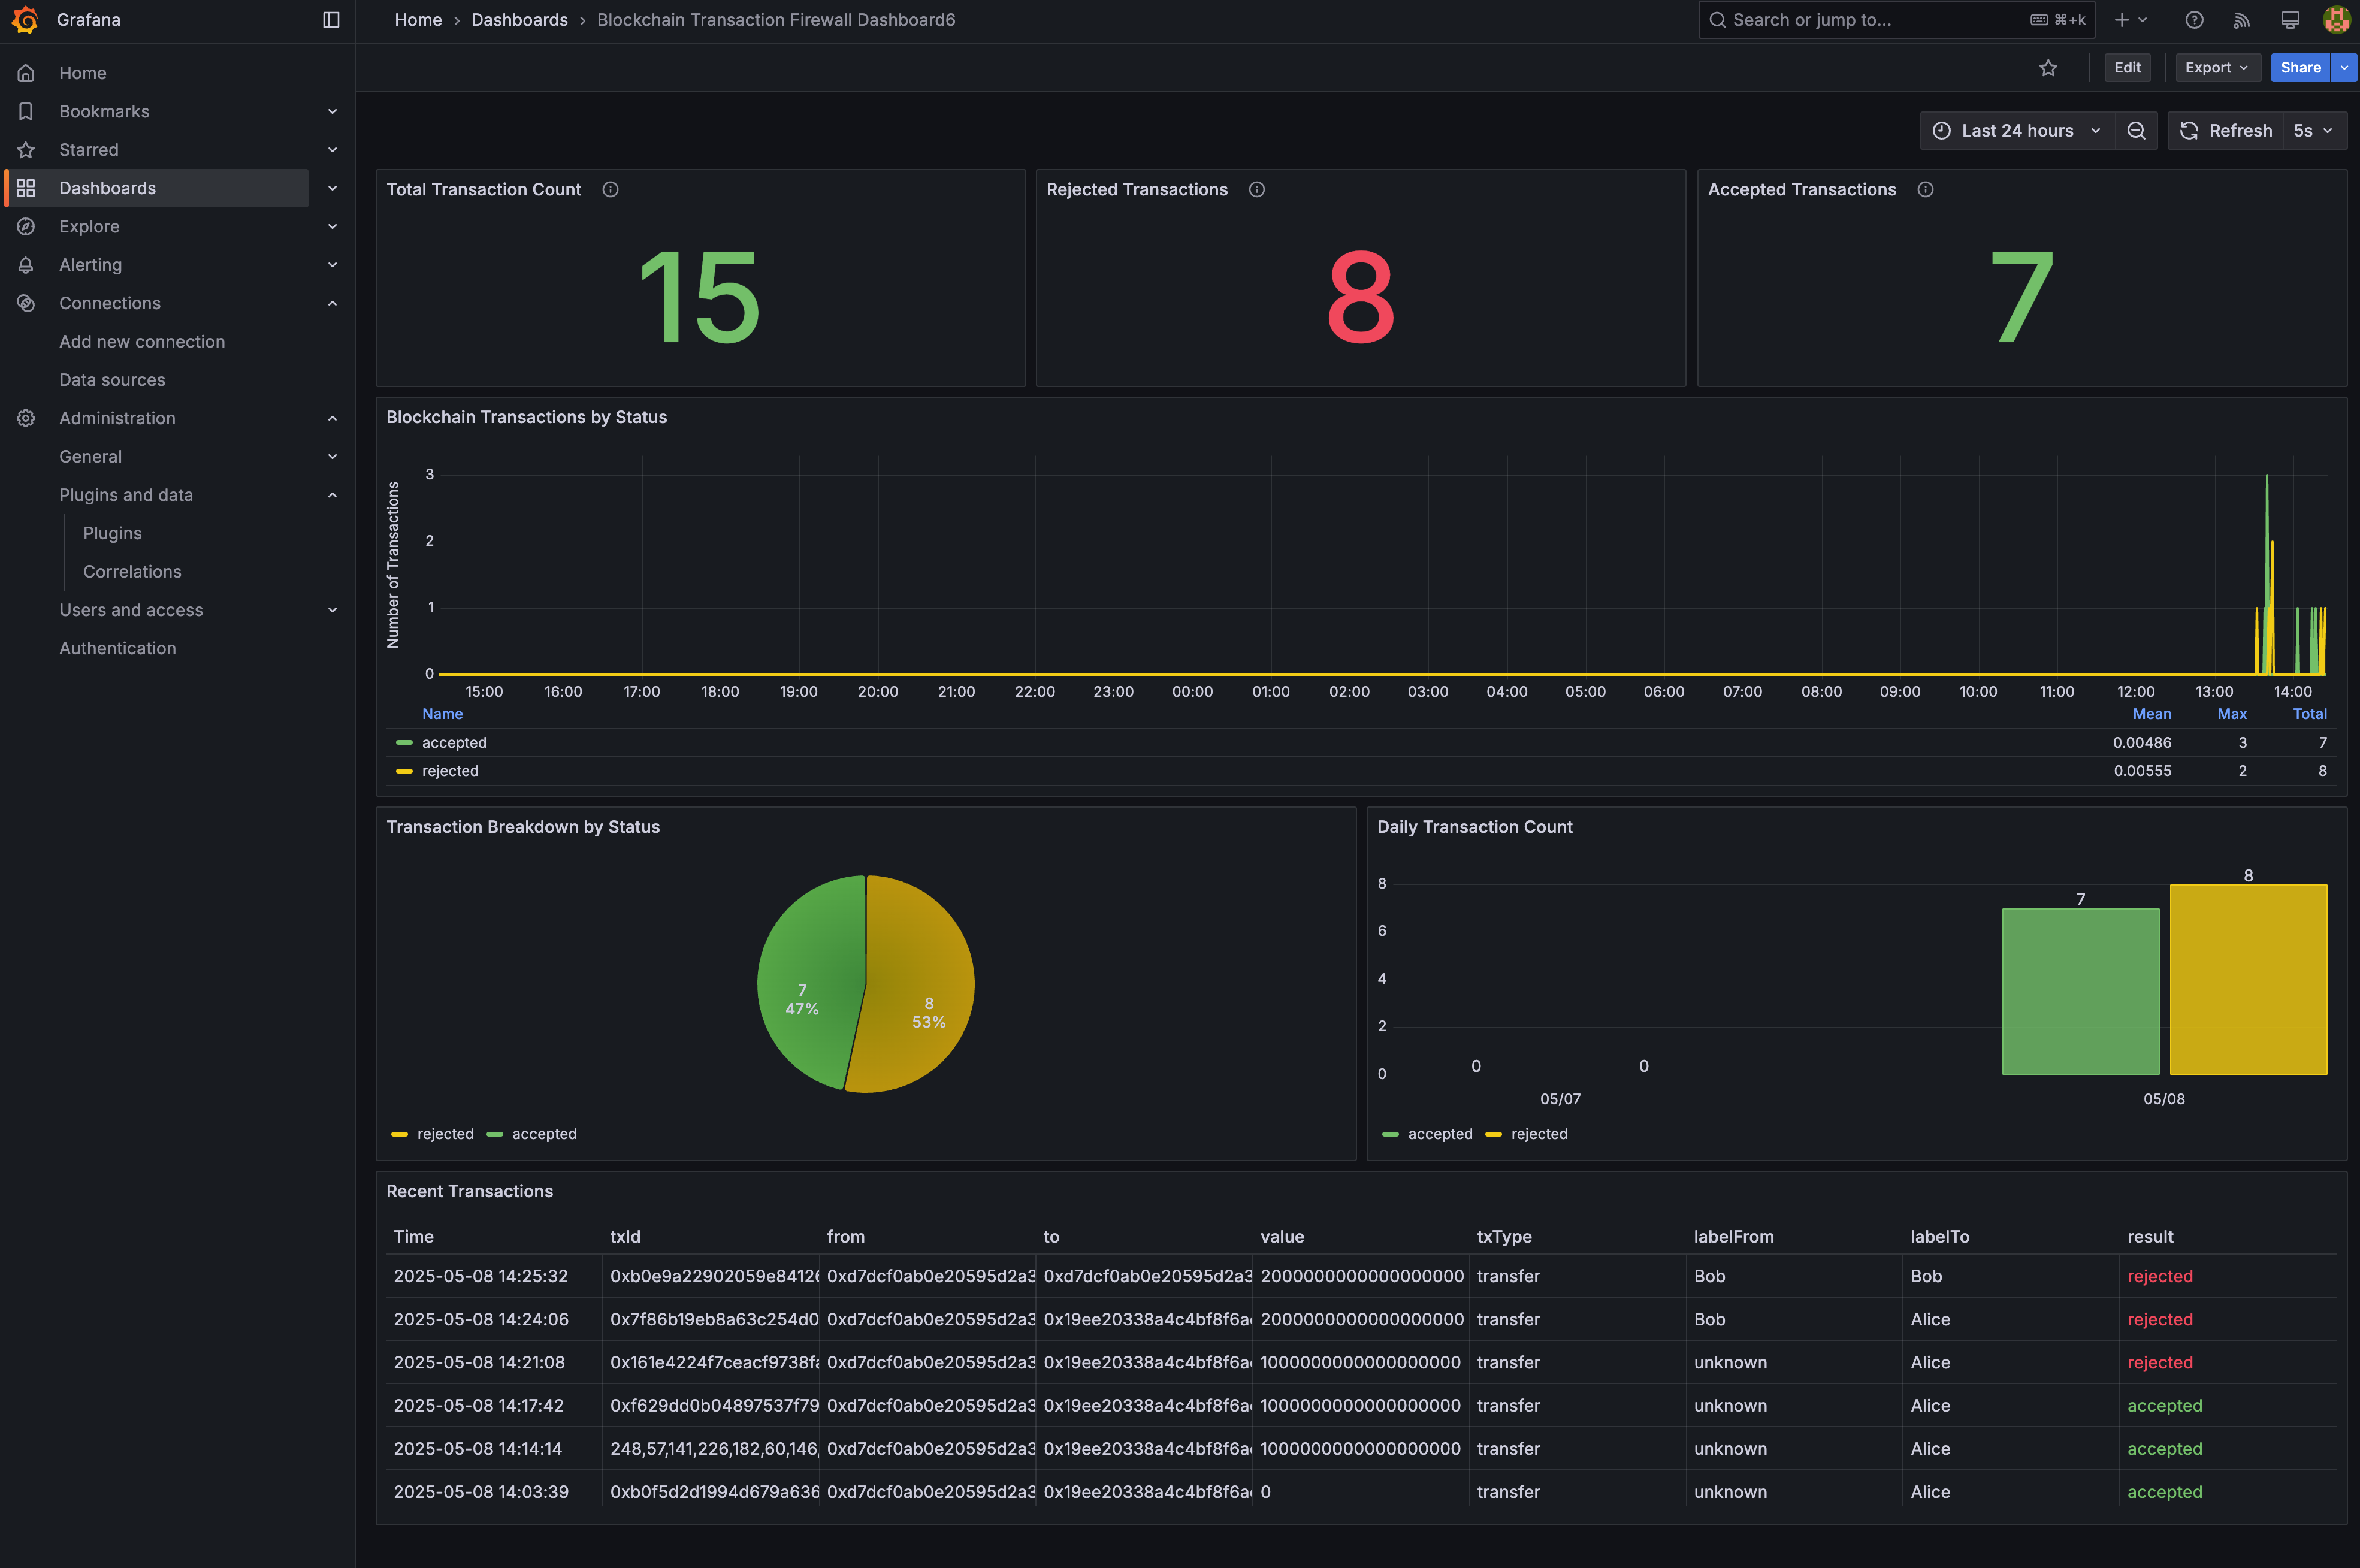 Grafana
Home › Dashboards › Blockchain Transaction Firewall Dashboard6
Search or jump to... ⌘+k
Edit Export Share
Home
Bookmarks
Starred
Dashboards
Explore
Alerting
Connections
Add new connection
Data sources
Administration
General
Plugins and data
Plugins
Correlations
Users and access
Authentication
Last 24 hours Refresh 5s
Total Transaction Count
15
Rejected Transactions
8
Accepted Transactions
7
Blockchain Transactions by Status
Number of Transactions
3
2
1
0
15:00 16:00 17:00 18:00 19:00 20:00 21:00 22:00 23:00 00:00 01:00 02:00 03:00 04:00 05:00 06:00 07:00 08:00 09:00 10:00 11:00 12:00 13:00 14:00
Name Mean Max Total
accepted 0.00486 3 7
rejected 0.00555 2 8
Transaction Breakdown by Status
7
47%
8
53%
rejected accepted
Daily Transaction Count
8
6
4
2
0
0 0 7 8
05/07 05/08
accepted rejected
Recent Transactions
Time txId from to value txType labelFrom labelTo result
2025-05-08 14:25:32 0xb0e9a22902059e84126 0xd7dcf0ab0e20595d2a3 0xd7dcf0ab0e20595d2a3 2000000000000000000 transfer Bob Bob rejected
2025-05-08 14:24:06 0x7f86b19eb8a63c254d0 0xd7dcf0ab0e20595d2a3 0x19ee20338a4c4bf8f6a 2000000000000000000 transfer Bob Alice rejected
2025-05-08 14:21:08 0x161e4224f7ceacf9738f 0xd7dcf0ab0e20595d2a3 0x19ee20338a4c4bf8f6a 1000000000000000000 transfer unknown Alice rejected
2025-05-08 14:17:42 0xf629dd0b04897537f79 0xd7dcf0ab0e20595d2a3 0x19ee20338a4c4bf8f6a 1000000000000000000 transfer unknown Alice accepted
2025-05-08 14:14:14 248,57,141,226,182,60,146, 0xd7dcf0ab0e20595d2a3 0x19ee20338a4c4bf8f6a 1000000000000000000 transfer unknown Alice accepted
2025-05-08 14:03:39 0xb0f5d2d1994d679a636 0xd7dcf0ab0e20595d2a3 0x19ee20338a4c4bf8f6a 0 transfer unknown Alice accepted